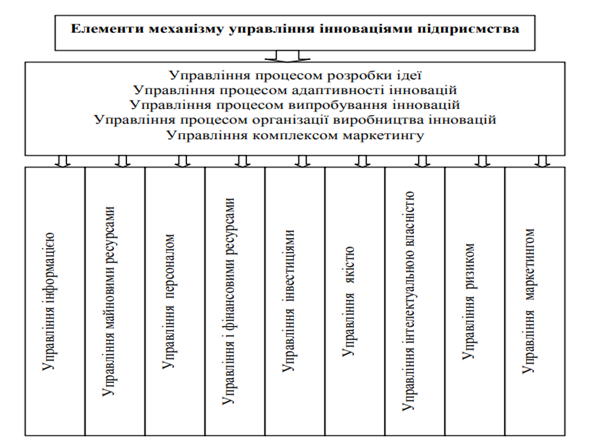 Елементи механізму управління інноваціями підприємства
Управління процесом розробки ідеї
Управління процесом адаптивності інновацій
Управління процесом випробування інновацій
Управління процесом організації виробництва інновацій
Управління комплексом маркетингу
Управління інформацією
Управління майновими ресурсами
Управління персоналом
Управління і фінансовими ресурсами
Управління інвестиціями
Управління якістю
Управління інтелектуальною власністю
Управління ризиком
Управління маркетингом